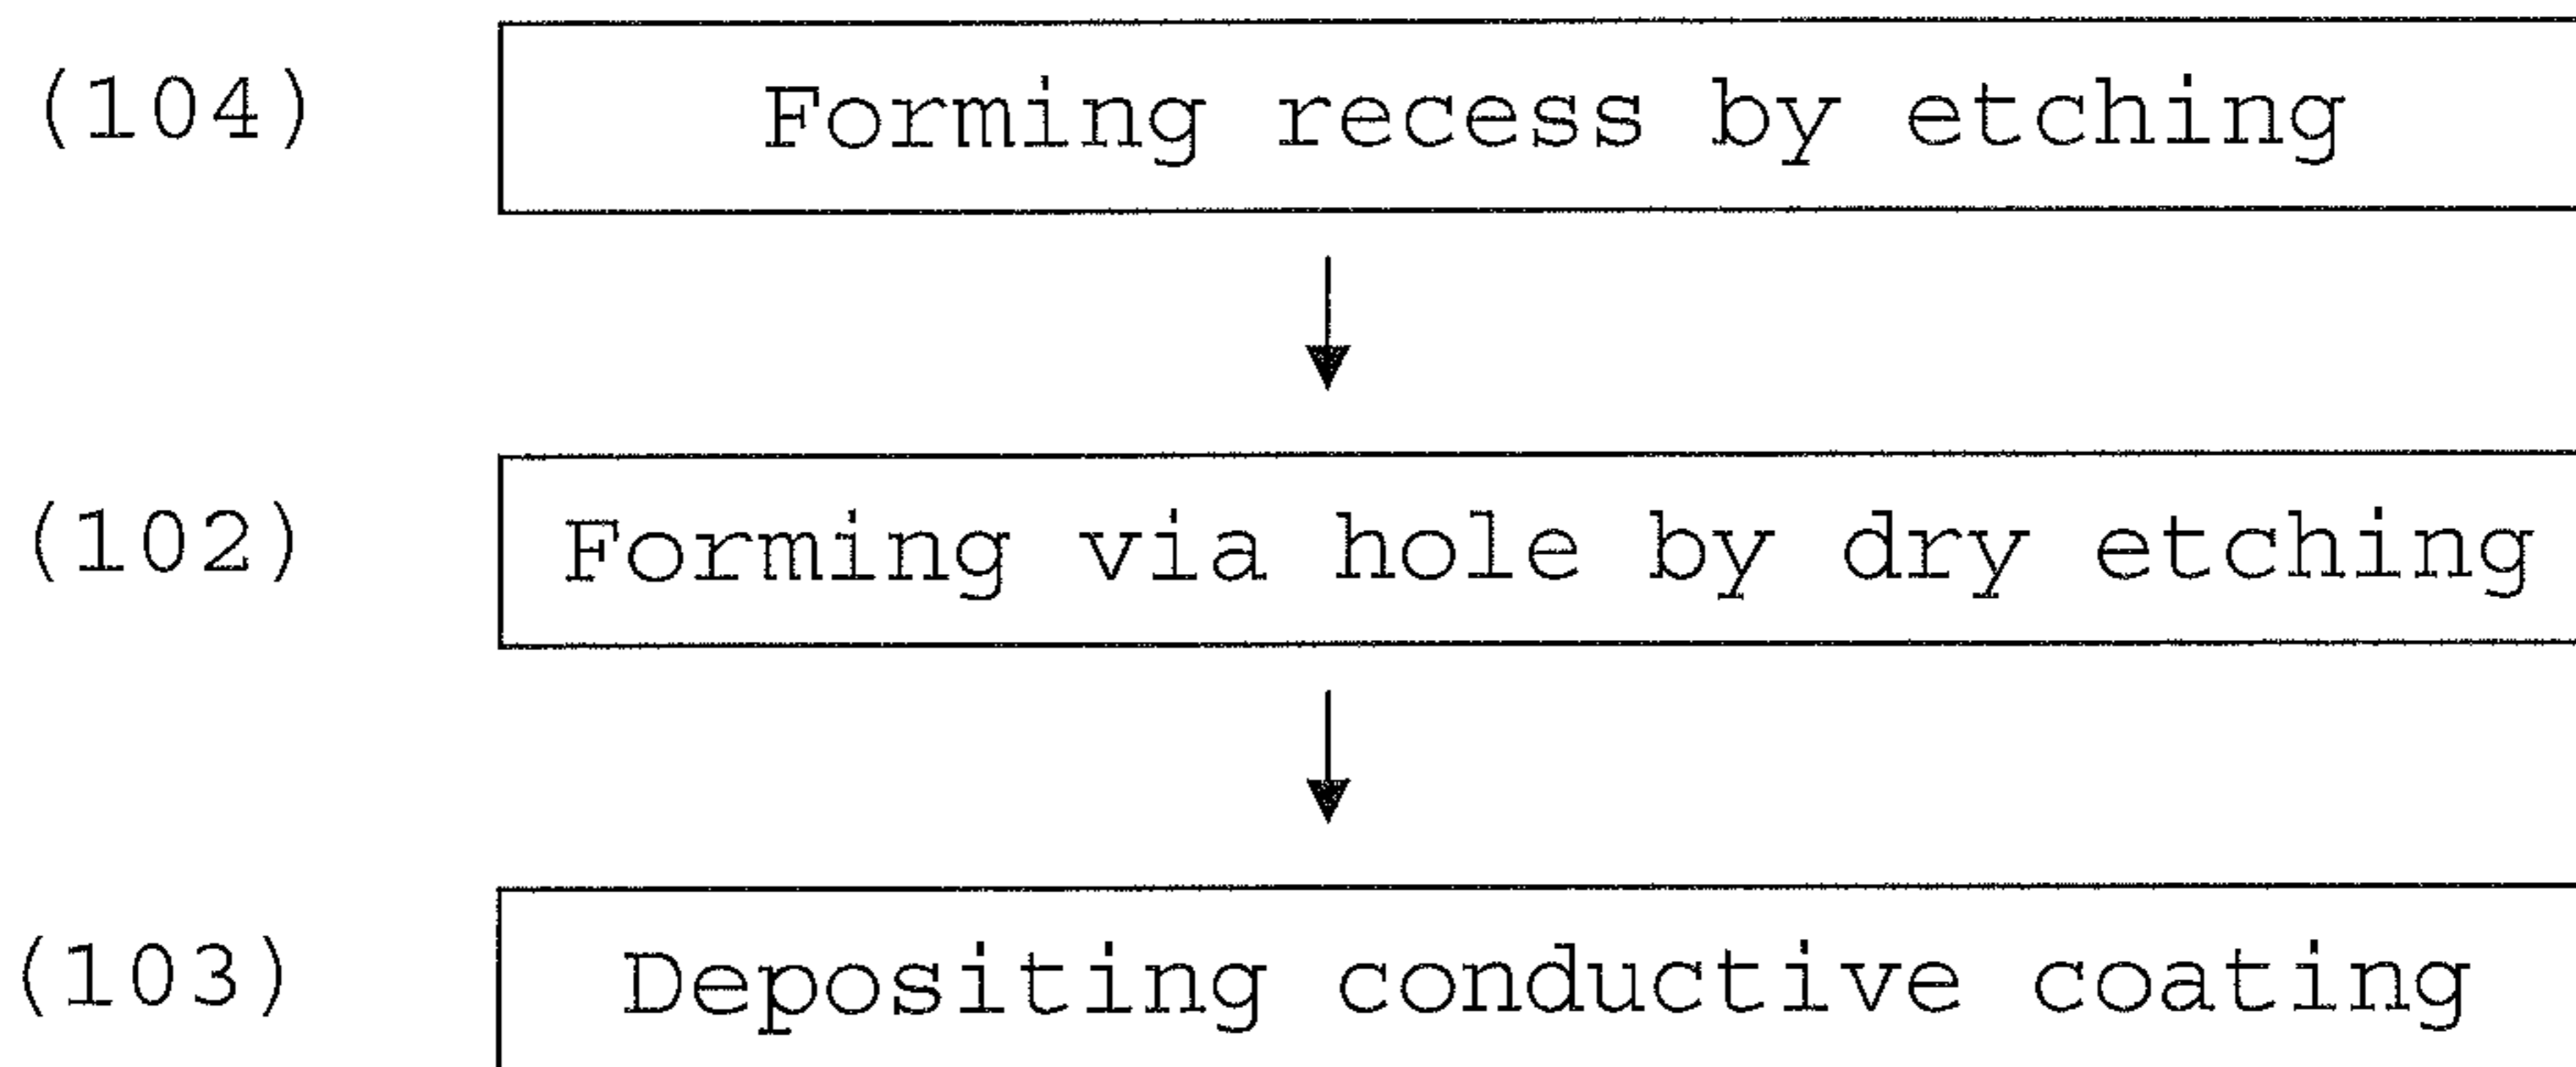 (104) Forming recess by etching
(102) Forming via hole by dry etching
(103) Depositing conductive coating